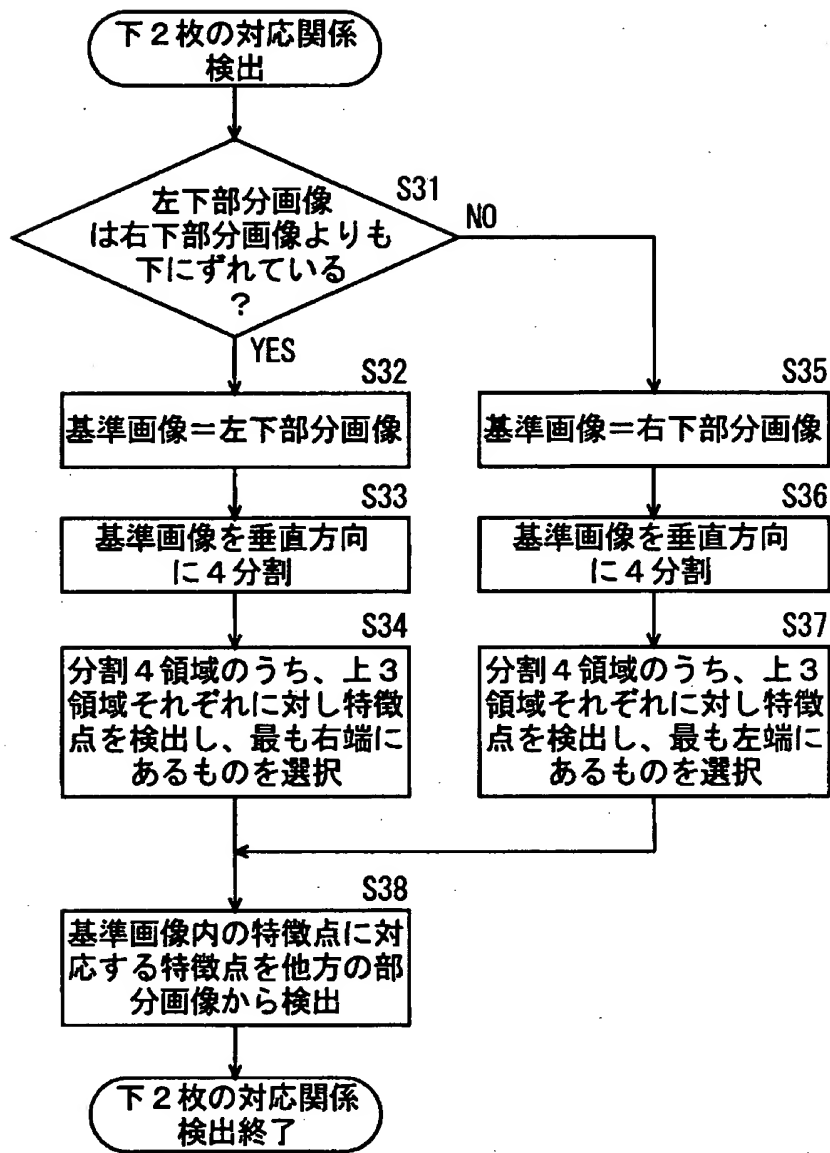 下２枚の対応関係
検出
S31
左下部分画像
は右下部分画像よりも
下にずれている
？
NO
YES
S32
基準画像＝左下部分画像
S33
基準画像を垂直方向
に４分割
S34
分割４領域のうち、上３
領域それぞれに対し特徴
点を検出し、最も右端に
あるものを選択
S35
基準画像＝右下部分画像
S36
基準画像を垂直方向
に４分割
S37
分割４領域のうち、上３
領域それぞれに対し特徴
点を検出し、最も左端に
あるものを選択
S38
基準画像内の特徴点に対
応する特徴点を他方の部
分画像から検出
下２枚の対応関係
検出終了